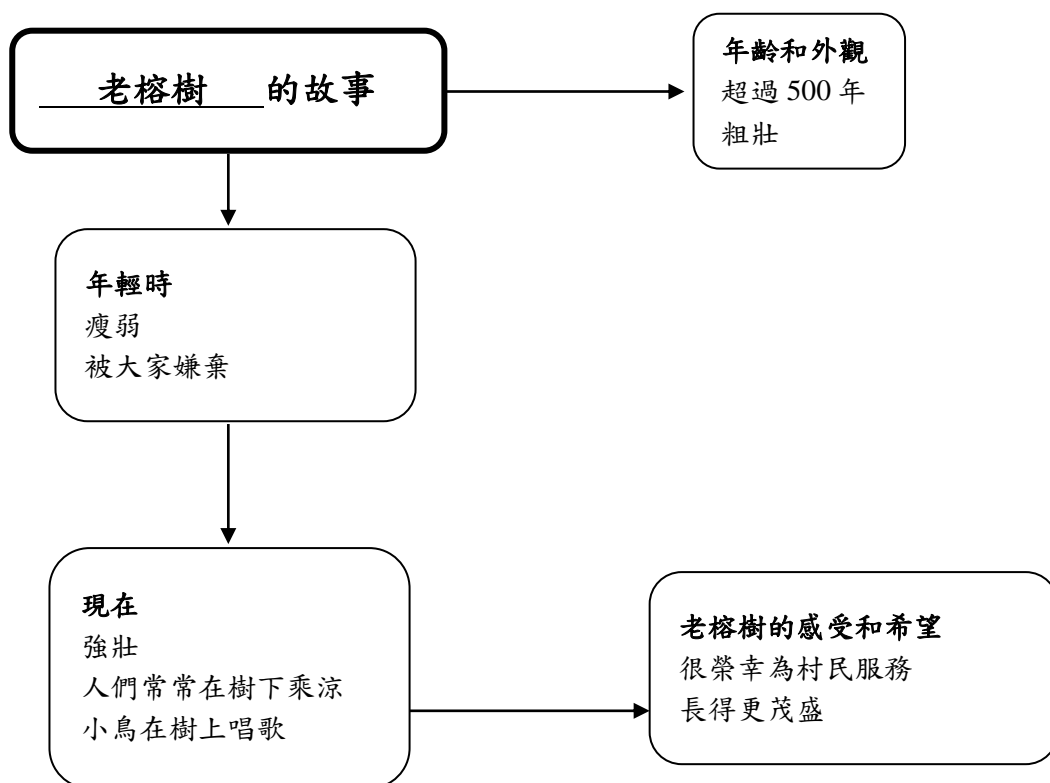 老榕樹 的故事
年齡和外觀
超過 500 年
粗壯
年輕時
瘦弱
被大家嫌棄
現在
強壯
人們常常在樹下乘涼
小鳥在樹上唱歌
老榕樹的感受和希望
很榮幸為村民服務
長得更茂盛